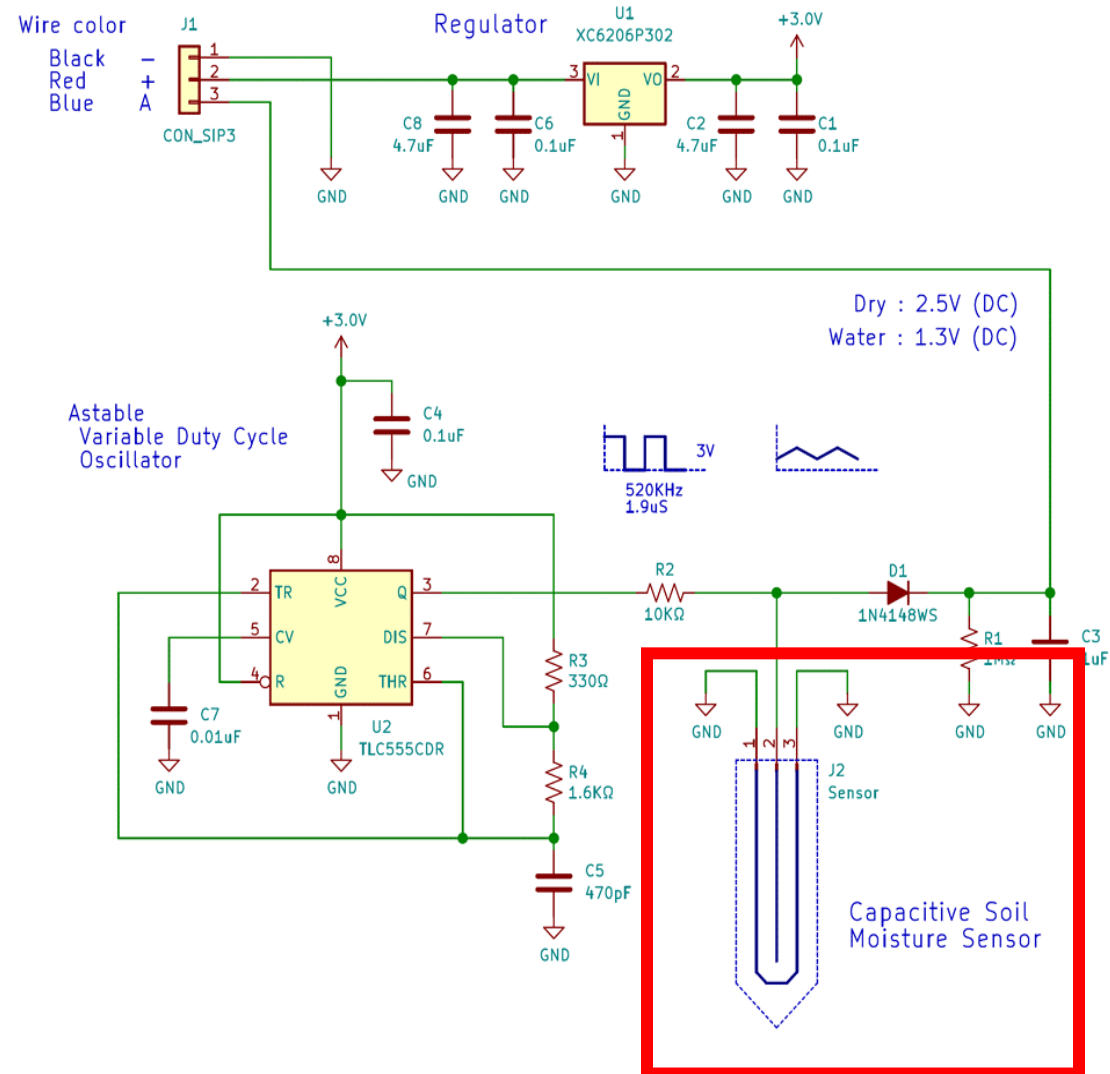 Wire color
Black -
Red +
Blue A
J1
1
2
3
CON_SIP3
GND
Regulator
U1
XC6206P302
3 VI
VO 2
GND
1
GND
C8
4.7uF
GND
C6
0.1uF
GND
C2
4.7uF
GND
C1
0.1uF
GND
+3.0V
Dry : 2.5V (DC)
Water : 1.3V (DC)
+3.0V
Astable
Variable Duty Cycle
Oscillator
C4
0.1uF
GND
3V
520KHz
1.9uS
8
VCC
2 TR
5 CV
4 R
Q 3
DIS 7
THR 6
GND
1
U2
TLC555CDR
GND
C7
0.01uF
GND
R3
330Ω
R4
1.6KΩ
C5
470pF
GND
R2
10KΩ
D1
1N4148WS
R1
1MΩ
GND
C3
1uF
GND
GND
GND
1
2
3
J2
Sensor
Capacitive Soil
Moisture Sensor